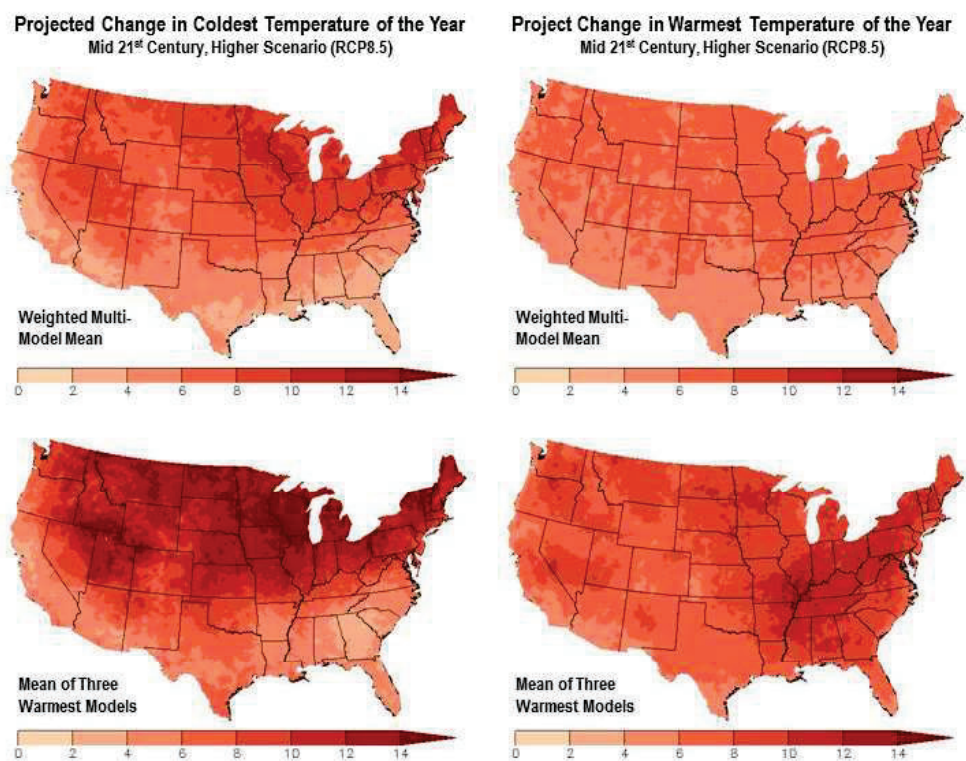 Projected Change in Coldest Temperature of the Year
Mid 21st Century, Higher Scenario (RCP8.5)
Project Change in Warmest Temperature of the Year
Mid 21st Century, Higher Scenario (RCP8.5)
Weighted Multi-
Model Mean
0 2 4 6 8 10 12 14
Weighted Multi-
Model Mean
0 2 4 6 8 10 12 14
Mean of Three
Warmest Models
0 2 4 6 8 10 12 14
Mean of Three
Warmest Models
0 2 4 6 8 10 12 14